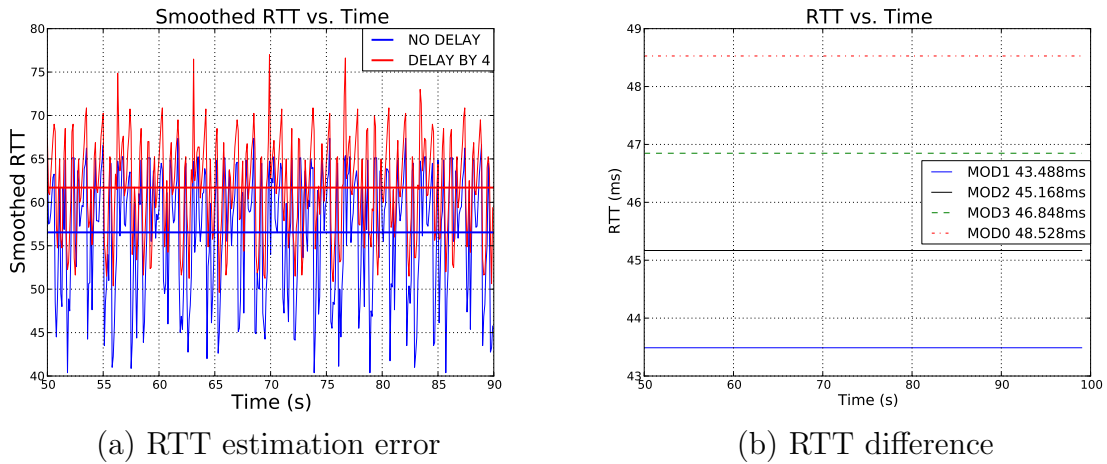 Smoothed RTT vs. Time
NO DELAY
DELAY BY 4
Smoothed RTT
80
75
70
65
60
55
50
45
40
50 55 60 65 70 75 80 85 90
Time (s)
(a) RTT estimation error
RTT vs. Time
RTT (ms)
49
48
47
46
45
44
43
MOD1 43.488ms
MOD2 45.168ms
MOD3 46.848ms
MOD0 48.528ms
50 60 70 80 90 100
Time (s)
(b) RTT difference